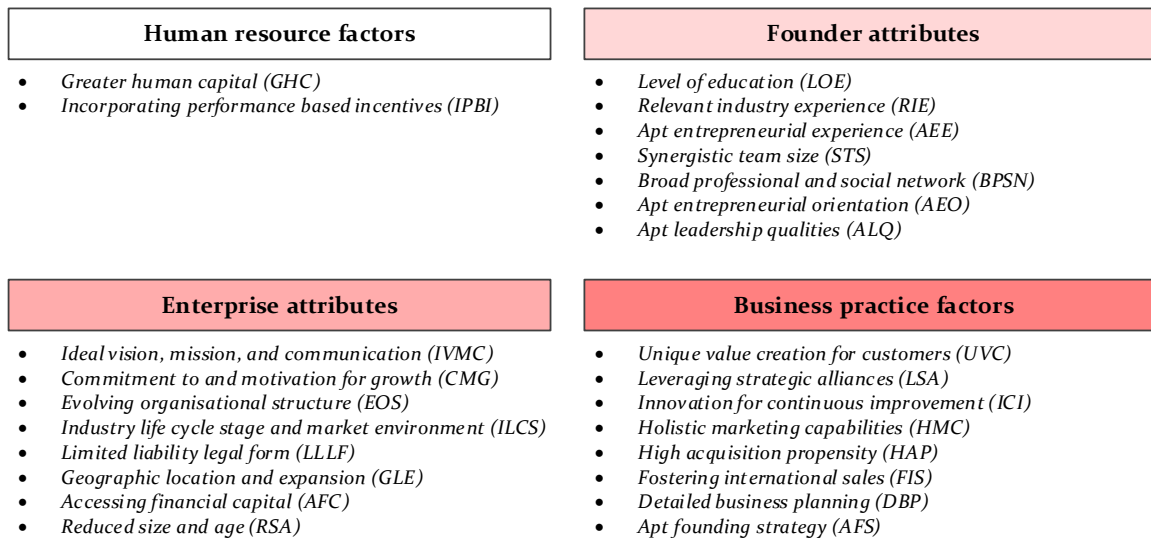 Human resource factors
• Greater human capital (GHC)
• Incorporating performance based incentives (IPBI)
Founder attributes
• Level of education (LOE)
• Relevant industry experience (RIE)
• Apt entrepreneurial experience (AEE)
• Synergistic team size (STS)
• Broad professional and social network (BPSN)
• Apt entrepreneurial orientation (AEO)
• Apt leadership qualities (ALQ)
Enterprise attributes
• Ideal vision, mission, and communication (IVMC)
• Commitment to and motivation for growth (CMG)
• Evolving organisational structure (EOS)
• Industry life cycle stage and market environment (ILCS)
• Limited liability legal form (LLLF)
• Geographic location and expansion (GLE)
• Accessing financial capital (AFC)
• Reduced size and age (RSA)
Business practice factors
• Unique value creation for customers (UVC)
• Leveraging strategic alliances (LSA)
• Innovation for continuous improvement (ICI)
• Holistic marketing capabilities (HMC)
• High acquisition propensity (HAP)
• Fostering international sales (FIS)
• Detailed business planning (DBP)
• Apt founding strategy (AFS)